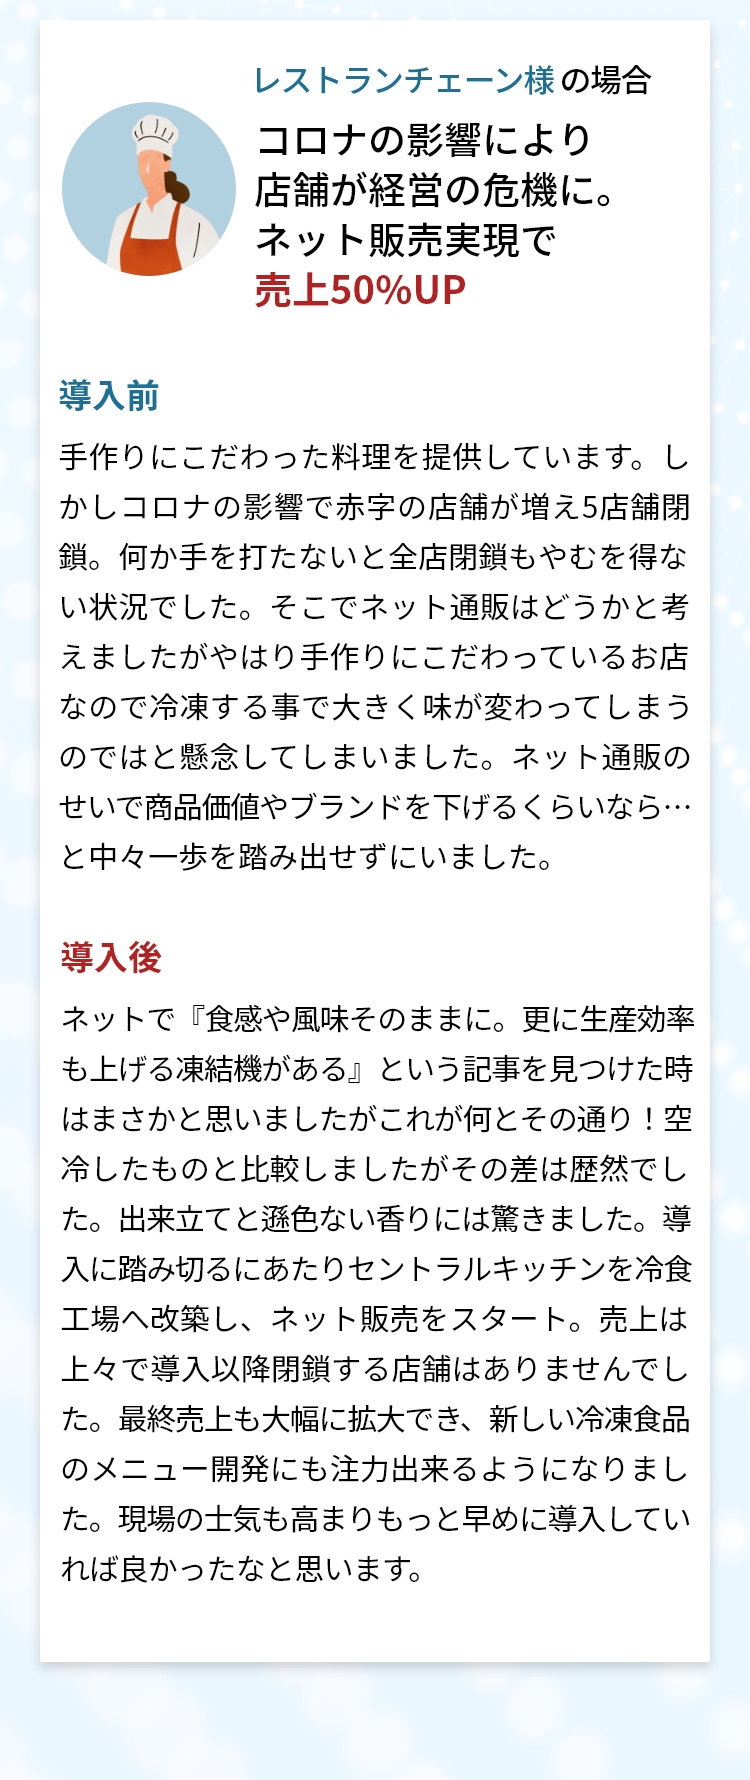 レストランチェーン様の場合
コロナの影響により
店舗が経営の危機に。
ネット販売実現で
売上50%UP
導入前
手作りにこだわった料理を提供しています。し
かしコロナの影響で赤字の店舗が増え5店舗閉
鎖。何か手を打たないと全店閉鎖もやむを得な
い状況でした。そこでネット通販はどうかと考
えましたがやはり手作りにこだわっているお店
なので冷凍する事で大きく味が変わってしまう
のではと懸念してしまいました。ネット通販の
せいで商品価値やブランドを下げるくらいなら…
と中々一歩を踏み出せずにいました。
導入後
ネットで『食感や風味そのままに。更に生産効率
も上げる凍結機がある』という記事を見つけた時
はまさかと思いましたがこれが何とその通り！空
冷したものと比較しましたがその差は歴然でし
た。出来立てと遜色ない香りには驚きました。導
入に踏み切るにあたりセントラルキッチンを冷食
工場へ改築し、ネット販売をスタート。売上は
上々で導入以降閉鎖する店舗はありませんでし
た。最終売上も大幅に拡大でき、新しい冷凍食品
のメニュー開発にも注力出来るようになりまし
た。現場の士気も高まりもっと早めに導入してい
れば良かったなと思います。